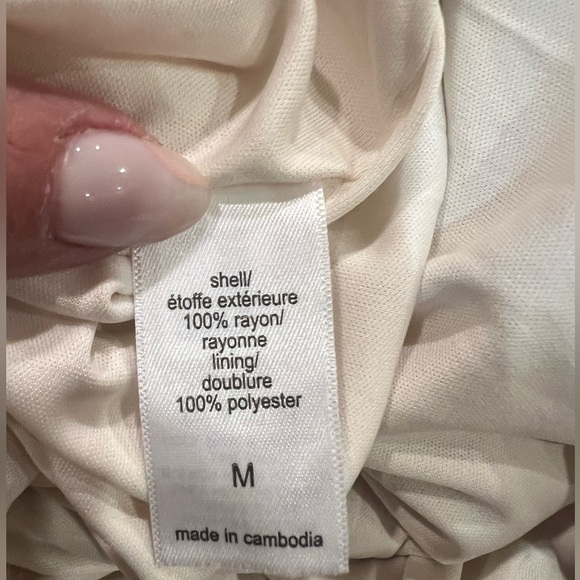 shell/
étoffe extérieure
100% rayon/
rayonne
lining/
doublure
100% polyester
M
made in cambodia